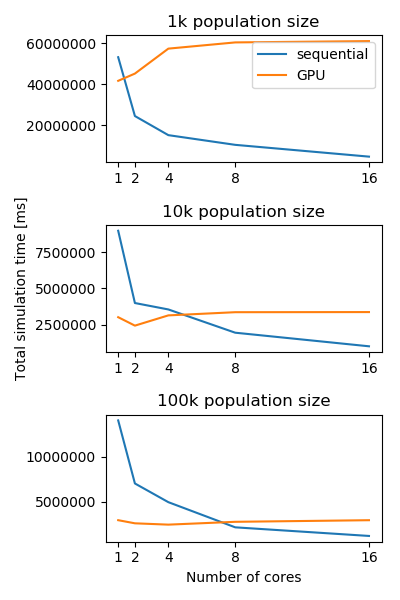 1k population size
60000000
40000000
20000000
sequential
GPU
1 2 4 8 16
Total simulation time [ms]
10k population size
7500000
5000000
2500000
1 2 4 8 16
100k population size
10000000
5000000
1 2 4 8 16
Number of cores